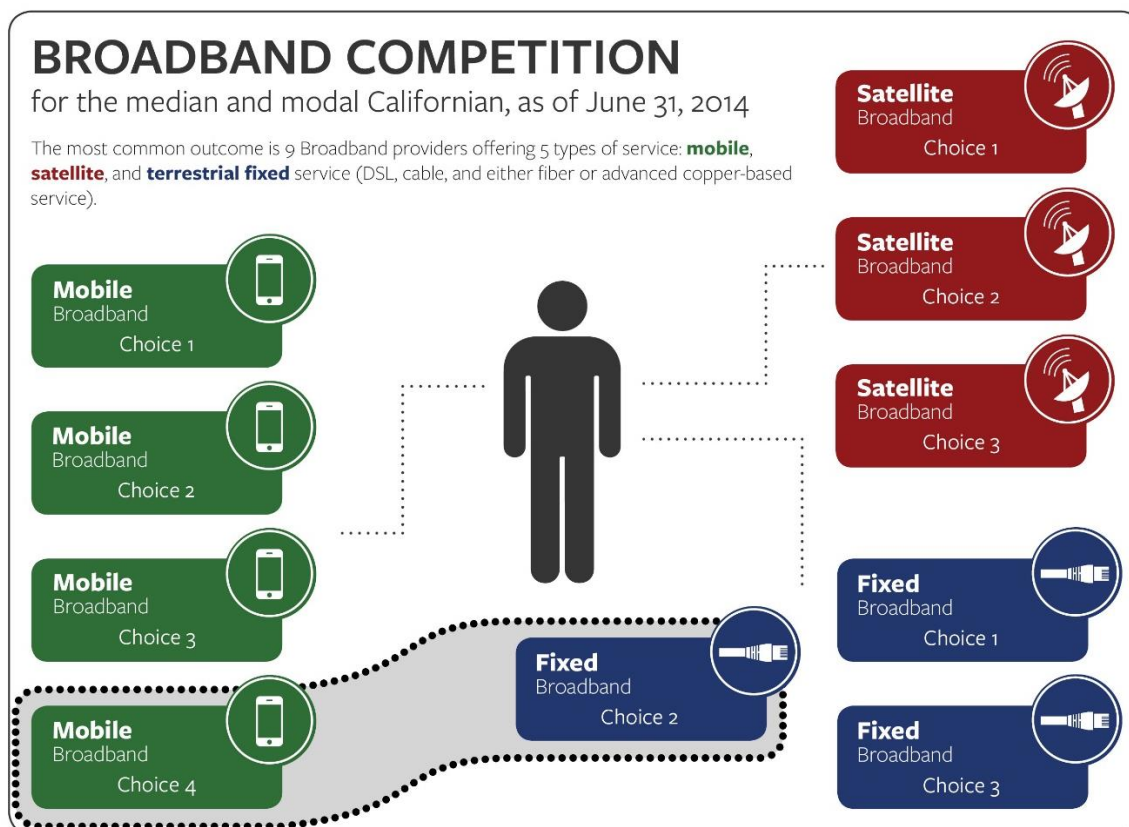 BROADBAND COMPETITION
for the median and modal Californian, as of June 31, 2014
The most common outcome is 9 Broadband providers offering 5 types of service: mobile,
satellite, and terrestrial fixed service (DSL, cable, and either fiber or advanced copper-based
service).
Mobile
Broadband
Choice 1
Mobile
Broadband
Choice 2
Mobile
Broadband
Choice 3
Mobile
Broadband
Choice 4
Fixed
Broadband
Choice 2
Satellite
Broadband
Choice 1
Satellite
Broadband
Choice 2
Satellite
Broadband
Choice 3
Fixed
Broadband
Choice 1
Fixed
Broadband
Choice 3